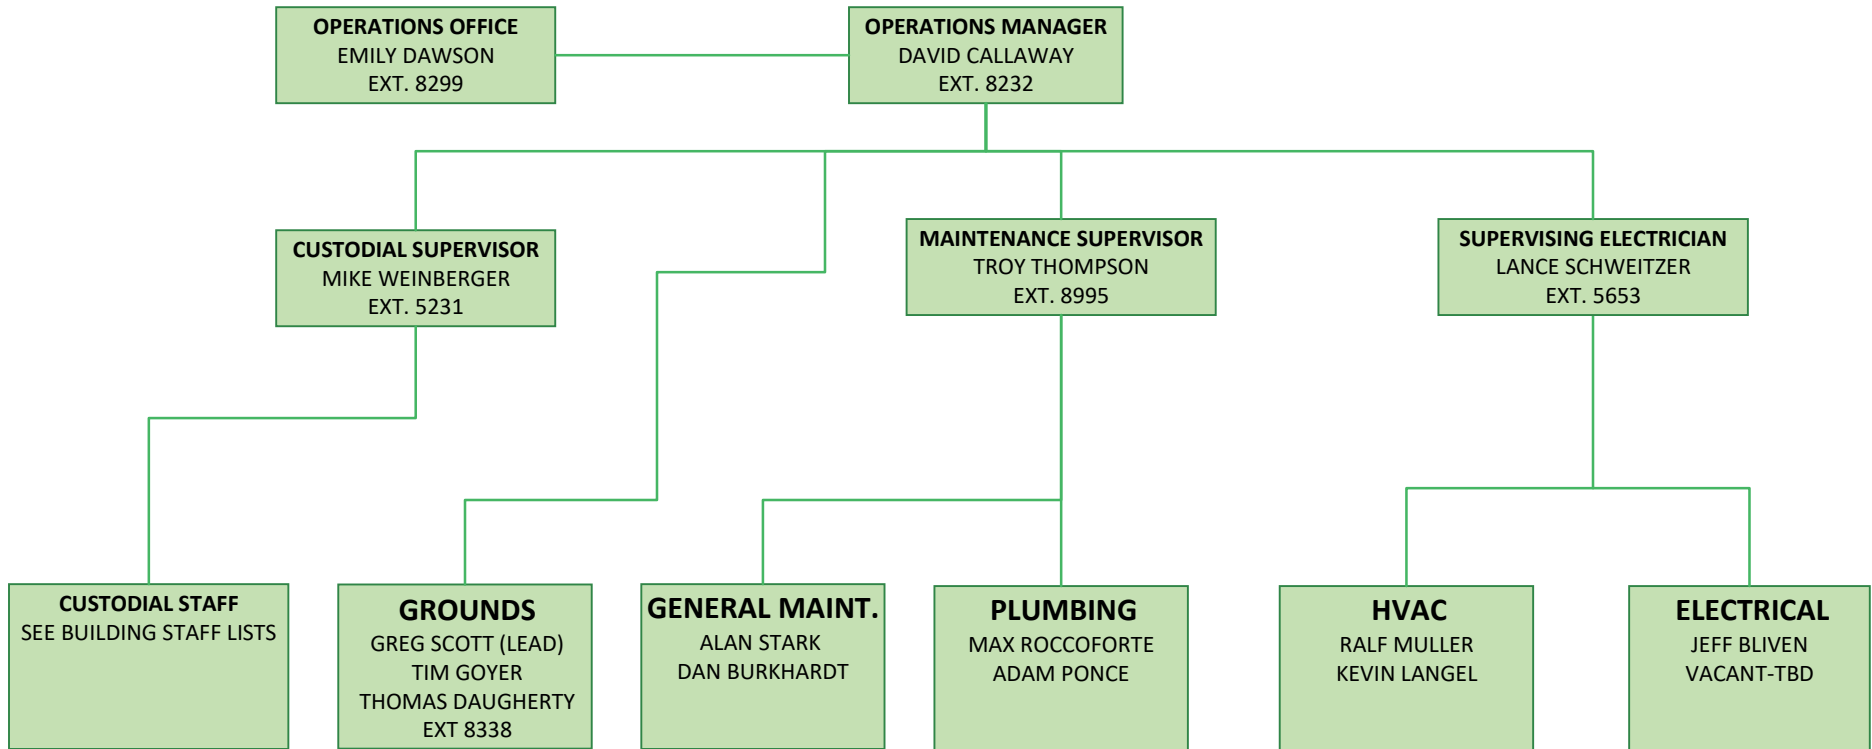 OPERATIONS OFFICE
EMILY DAWSON
EXT. 8299
OPERATIONS MANAGER
DAVID CALLAWAY
EXT. 8232
CUSTODIAL SUPERVISOR
MIKE WEINBERGER
EXT. 5231
MAINTENANCE SUPERVISOR
TROY THOMPSON
EXT. 8995
SUPERVISING ELECTRICIAN
LANCE SCHWEITZER
EXT. 5653
CUSTODIAL STAFF
SEE BUILDING STAFF LISTS
GROUNDS
GREG SCOTT (LEAD)
TIM GOYER
THOMAS DAUGHERTY
EXT 8338
GENERAL MAINT.
ALAN STARK
DAN BURKHARDT
PLUMBING
MAX ROCCOFORTE
ADAM PONCE
HVAC
RALF MULLER
KEVIN LANGEL
ELECTRICAL
JEFF BLIVEN
VACANT-TBD